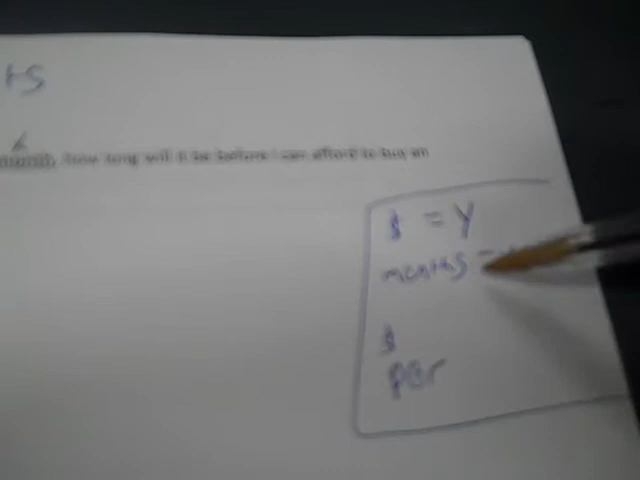 ts
how long will it be before I can afford to buy an
$ = Y
months =
$
per